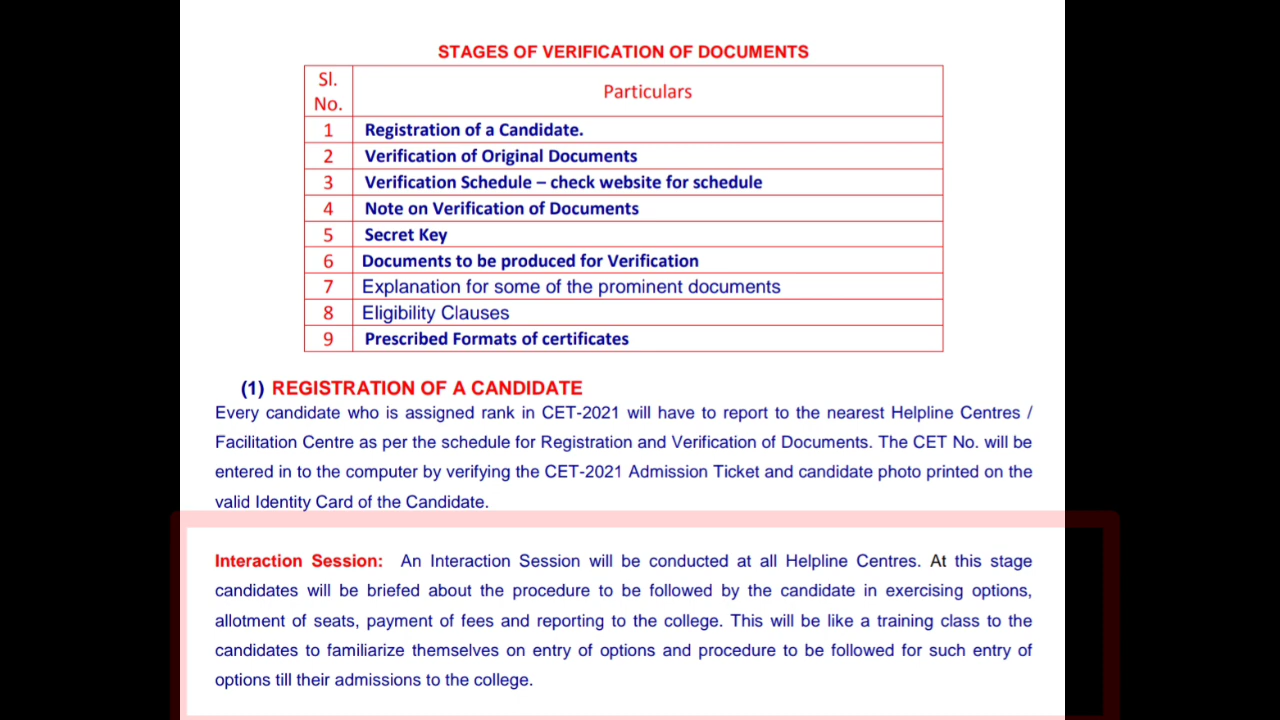 STAGES OF VERIFICATION OF DOCUMENTS
Sl. No. Particulars
1 Registration of a Candidate.
2 Verification of Original Documents
3 Verification Schedule – check website for schedule
4 Note on Verification of Documents
5 Secret Key
6 Documents to be produced for Verification
7 Explanation for some of the prominent documents
8 Eligibility Clauses
9 Prescribed Formats of certificates
(1) REGISTRATION OF A CANDIDATE
Every candidate who is assigned rank in CET-2021 will have to report to the nearest Helpline Centres /
Facilitation Centre as per the schedule for Registration and Verification of Documents. The CET No. will be
entered in to the computer by verifying the CET-2021 Admission Ticket and candidate photo printed on the
valid Identity Card of the Candidate.
Interaction Session: An Interaction Session will be conducted at all Helpline Centres. At this stage
candidates will be briefed about the procedure to be followed by the candidate in exercising options,
allotment of seats, payment of fees and reporting to the college. This will be like a training class to the
candidates to familiarize themselves on entry of options and procedure to be followed for such entry of
options till their admissions to the college.